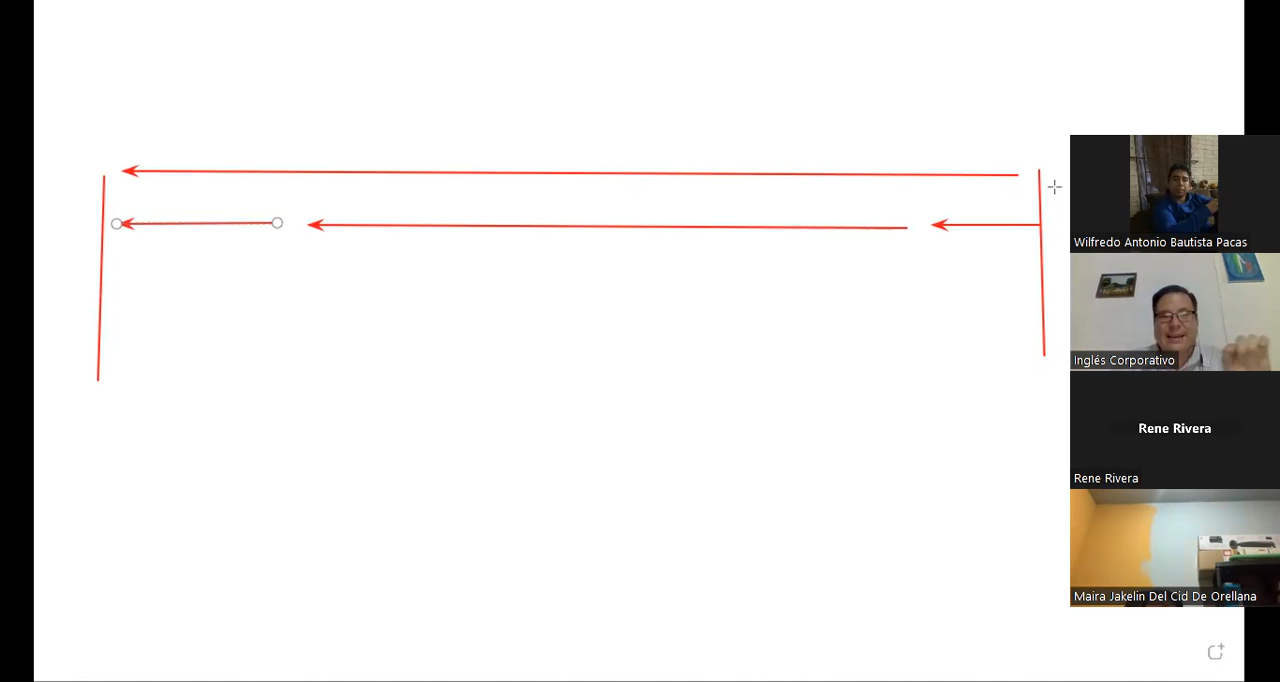 Wilfredo Antonio Bautista Pacas
Inglés Corporativo
Rene Rivera
Rene Rivera
Maira Jakelin Del Cid De Orellana